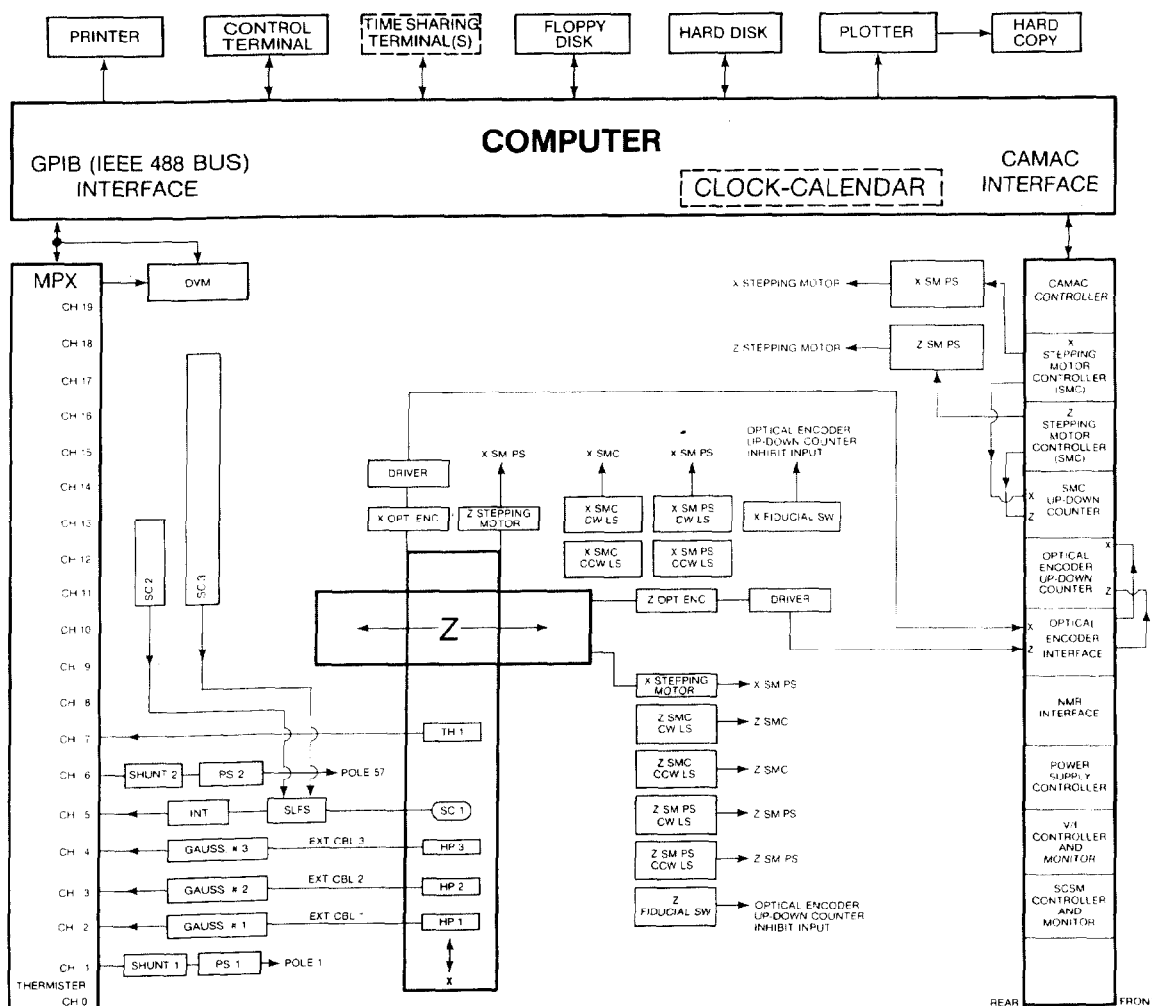 PRINTER
CONTROL
TERMINAL
TIME SHARING
TERMINAL(S)
FLOPPY
DISK
HARD DISK
PLOTTER
HARD
COPY
COMPUTER
GPIB (IEEE 488 BUS)
INTERFACE
CLOCK-CALENDAR
CAMAC
INTERFACE
MPX
DVM
CH 19
CH 18
CH 17
CH 16
CH 15
CH 14
CH 13
CH 12
CH 11
CH 10
CH 9
CH 8
CH 7
CH 6
CH 5
CH 4
CH 3
CH 2
CH 1
THERMISTER
CH 0
SC 2
SC 3
X STEPPING MOTOR
X SM PS
Z STEPPING MOTOR
Z SM PS
DRIVER
X OPT ENC
X SM PS
Z STEPPING
MOTOR
X SMC
X SMC
CW LS
X SMC
CCW LS
X SM PS
X SM PS
CW LS
X SM PS
CCW LS
OPTICAL ENCODER
UP-DOWN COUNTER
INHIBIT INPUT
X FIDUCIAL SW
Z
Z OPT ENC
DRIVER
X STEPPING
MOTOR
X SM PS
Z SMC
CW LS
Z SMC
Z SMC
CCW LS
Z SMC
Z SM PS
CW LS
Z SM PS
Z SM PS
CCW LS
Z SM PS
Z
FIDUCIAL SW
OPTICAL ENCODER
UP-DOWN COUNTER
INHIBIT INPUT
TH 1
SHUNT 2
PS 2
POLE 57
INT
SLFS
SC 1
GAUSS # 3
EXT CBL 3
HP 3
GAUSS # 2
EXT CBL 2
HP 2
GAUSS # 1
EXT CBL 1
HP 1
SHUNT 1
PS 1
POLE 1
X
CAMAC
CONTROLLER
X
STEPPING
MOTOR
CONTROLLER
(SMC)
Z
STEPPING
MOTOR
CONTROLLER
(SMC)
X
Z
SMC
UP-DOWN
COUNTER
OPTICAL
ENCODER
UP-DOWN
COUNTER
X
Z
X
Z
OPTICAL
ENCODER
INTERFACE
NMR
INTERFACE
POWER
SUPPLY
CONTROLLER
V/I
CONTROLLER
AND
MONITOR
SCSM
CONTROLLER
AND
MONITOR
REAR
FRON